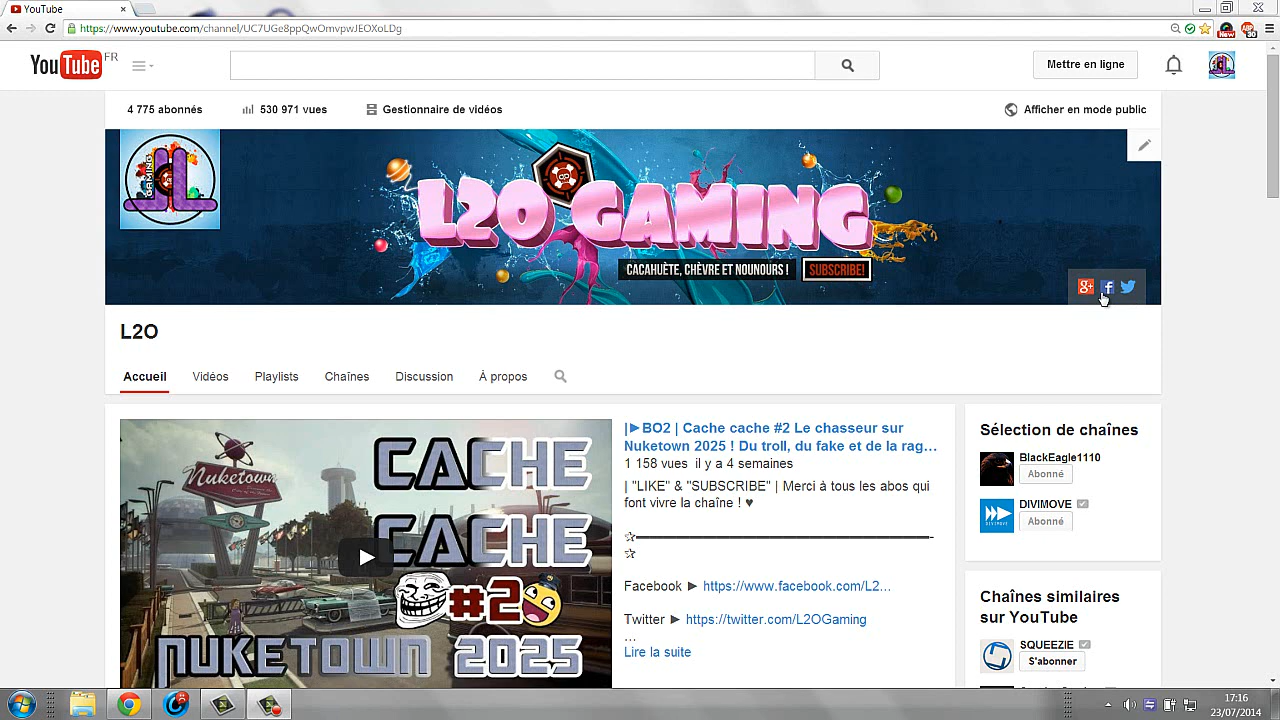 YouTube
https://www.youtube.com/channel/UC7UGe8ppQwOmvpwJEOXoLDg
New
ABP
YouTube FR
Mettre en ligne
4 775 abonnés
530 971 vues
Gestionnaire de vidéos
Afficher en mode public
GAMING
L2O GAMING
CACAHUÈTE, CHÈVRE ET NOUNOURS !
SUBSCRIBE!
g+ f
L2O
Accueil
Vidéos
Playlists
Chaînes
Discussion
À propos
CACHE
CACHE
#2
NUKETOWN 2025
Nuketown
|►BO2 | Cache cache #2 Le chasseur sur
Nuketown 2025 ! Du troll, du fake et de la rag…
1 158 vues il y a 4 semaines
| "LIKE" & "SUBSCRIBE" | Merci à tous les abos qui
font vivre la chaîne ! ♥
Facebook ► https://www.facebook.com/L2...
Twitter ► https://twitter.com/L2OGaming
...
Lire la suite
Sélection de chaînes
BlackEagle1110
Abonné
DIVIMOVE
DIVIMOVE
Abonné
Chaînes similaires
sur YouTube
SQUEEZIE
S'abonner
17:16
23/07/2014